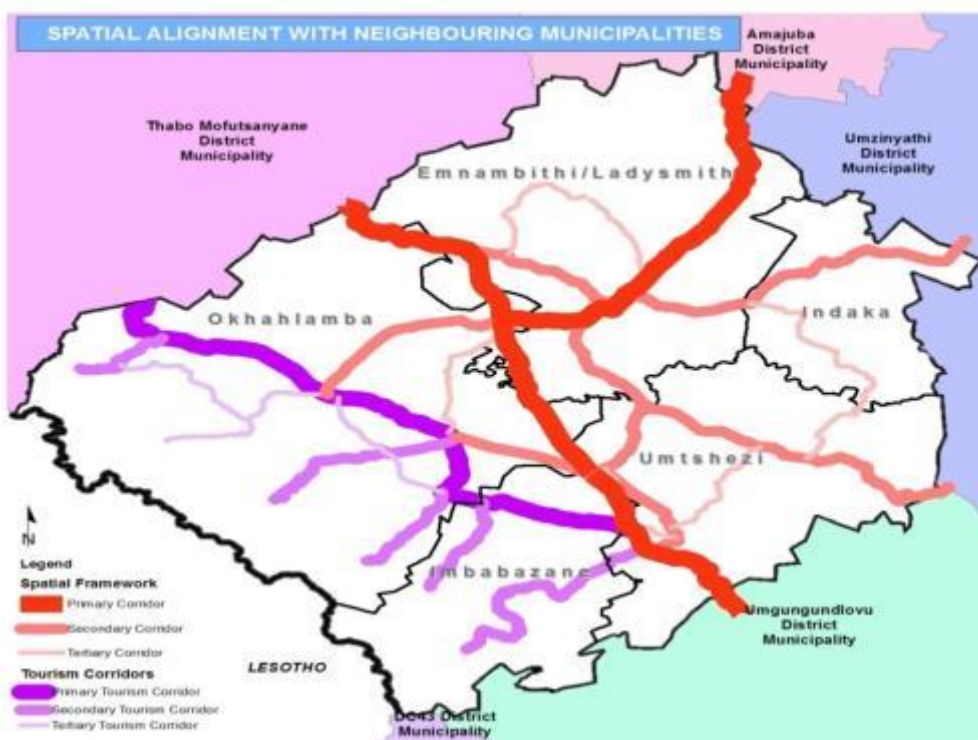 SPATIAL ALIGNMENT WITH NEIGHBOURING MUNICIPALITIES
Amajuba
District
Municipality
Thabo Mofutsanyane
District
Municipality
Umzinyathi
District
Municipality
Emnambithi/Ladysmith
Okhahlamba
Indaka
Umtshezi
Imbabazane
N
Legend
Spatial Framework
Primary Corridor
Secondary Corridor
Tertiary Corridor
Tourism Corridors
Primary Tourism Corridor
Secondary Tourism Corridor
Tertiary Tourism Corridor
LESOTHO
Umgungundlovu
District
Municipality
DC43 District
Municipality